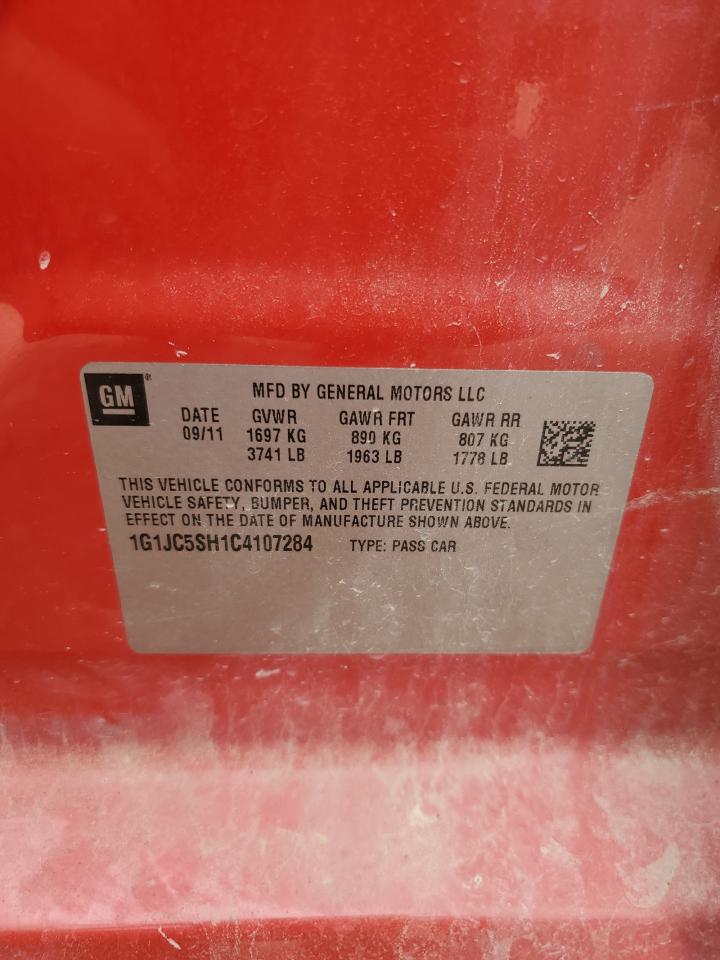 GM®
MFD BY GENERAL MOTORS LLC
DATE GVWR GAWR FRT GAWR RR
09/11 1697 KG 890 KG 807 KG
3741 LB 1963 LB 1778 LB
THIS VEHICLE CONFORMS TO ALL APPLICABLE U.S. FEDERAL MOTOR
VEHICLE SAFETY, BUMPER, AND THEFT PREVENTION STANDARDS IN
EFFECT ON THE DATE OF MANUFACTURE SHOWN ABOVE.
1G1JC5SH1C4107284 TYPE: PASS CAR